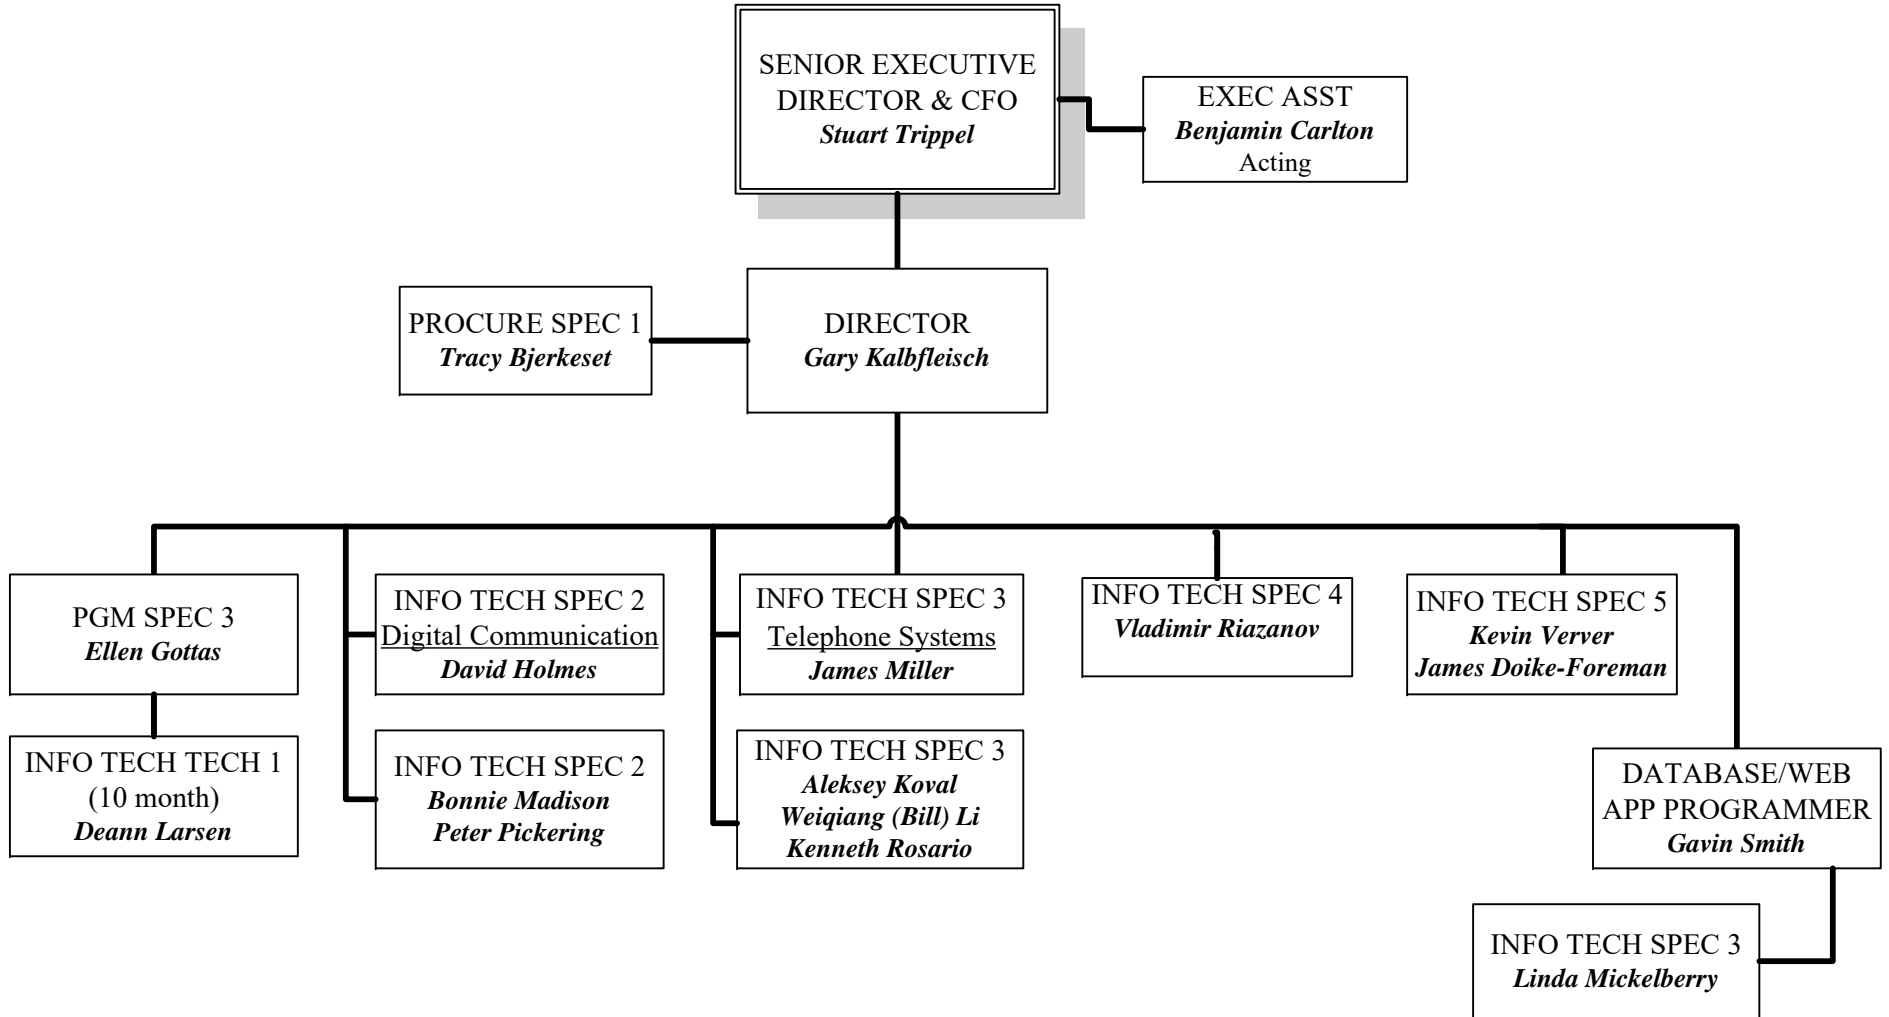 SENIOR EXECUTIVE
DIRECTOR & CFO
Stuart Trippel
EXEC ASST
Benjamin Carlton
Acting
PROCURE SPEC 1
Tracy Bjerkeset
DIRECTOR
Gary Kalbfleisch
PGM SPEC 3
Ellen Gottas
INFO TECH SPEC 2
Digital Communication
David Holmes
INFO TECH SPEC 3
Telephone Systems
James Miller
INFO TECH SPEC 4
Vladimir Riazanov
INFO TECH SPEC 5
Kevin Verver
James Doike-Foreman
INFO TECH TECH 1
(10 month)
Deann Larsen
INFO TECH SPEC 2
Bonnie Madison
Peter Pickering
INFO TECH SPEC 3
Aleksey Koval
Weiqiang (Bill) Li
Kenneth Rosario
DATABASE/WEB
APP PROGRAMMER
Gavin Smith
INFO TECH SPEC 3
Linda Mickelberry